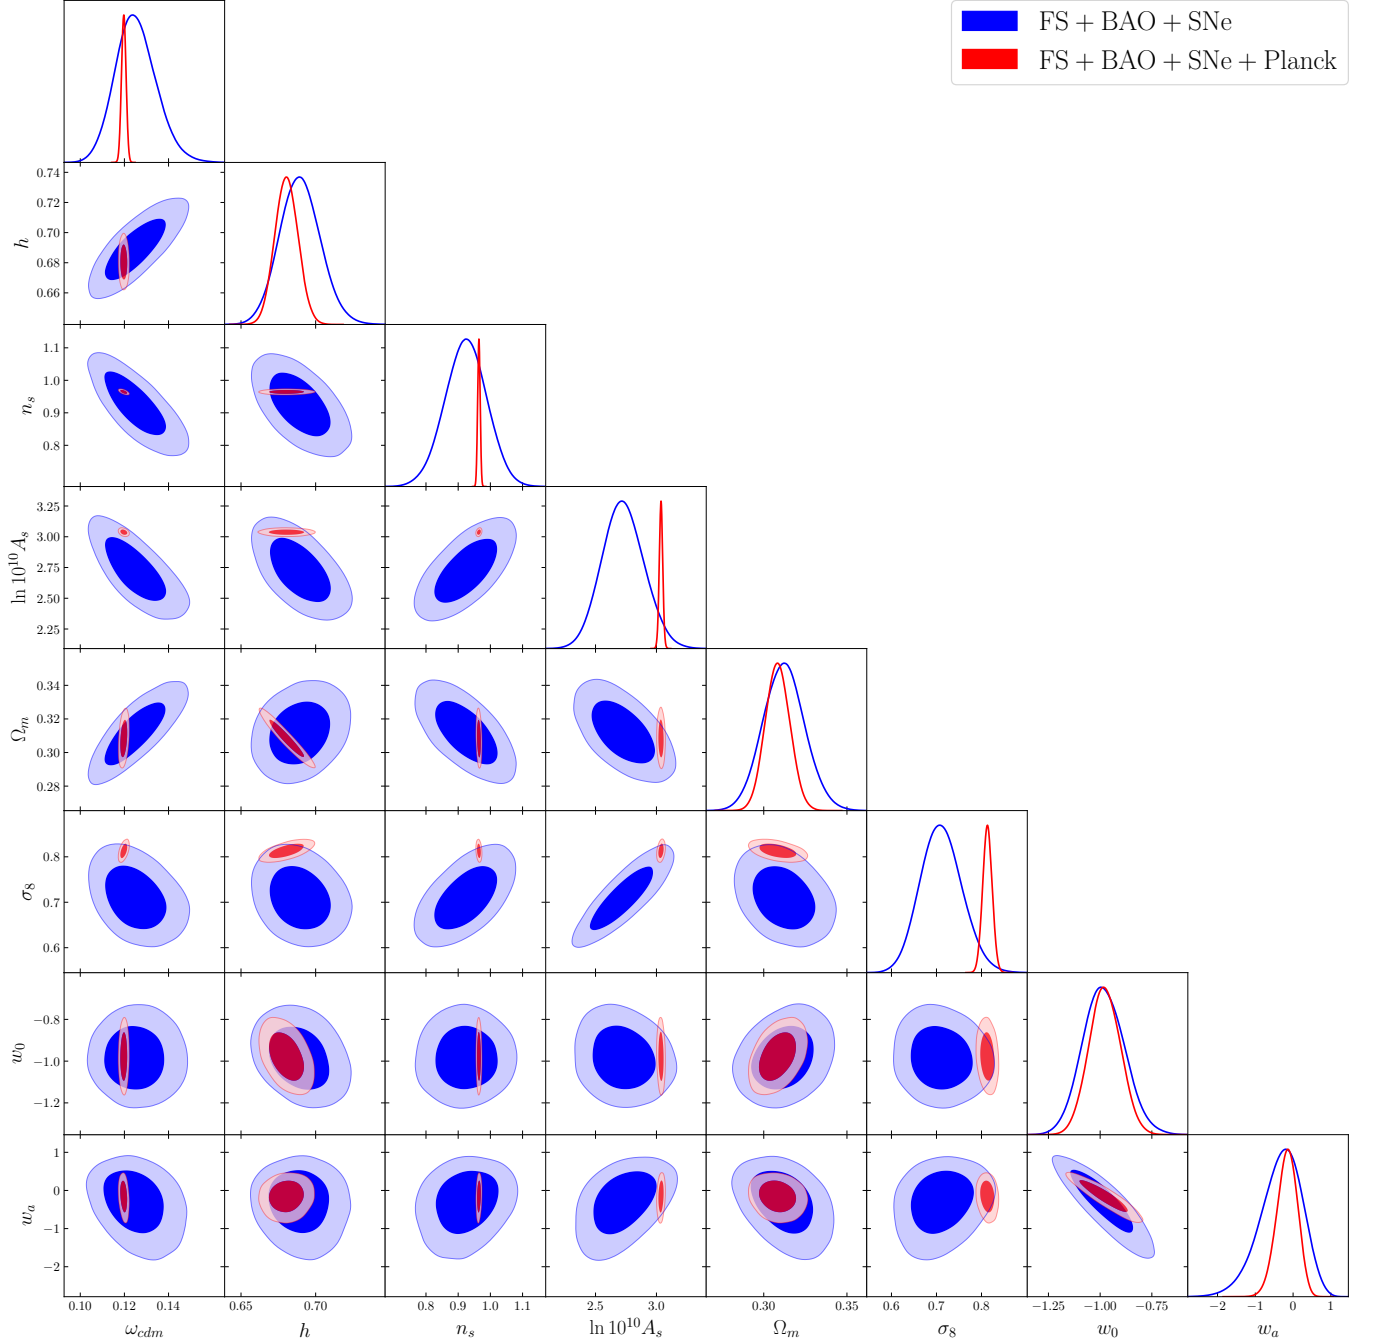 FS + BAO + SNe
FS + BAO + SNe + Planck
0.74
0.72
0.70
0.68
0.66
h
1.1
1.0
0.9
0.8
n_s
3.25
3.00
2.75
2.50
2.25
ln 10^{10} A_s
0.34
0.32
0.30
0.28
Ω_m
0.8
0.7
0.6
σ_8
−0.8
−1.0
−1.2
w_0
1
0
−1
−2
w_a
0.10 0.12 0.14
0.65 0.70
0.8 0.9 1.0 1.1
2.5 3.0
0.30 0.35
0.6 0.7 0.8
−1.25 −1.00 −0.75
−2 −1 0 1
ω_{cdm} h n_s ln 10^{10} A_s Ω_m σ_8 w_0 w_a